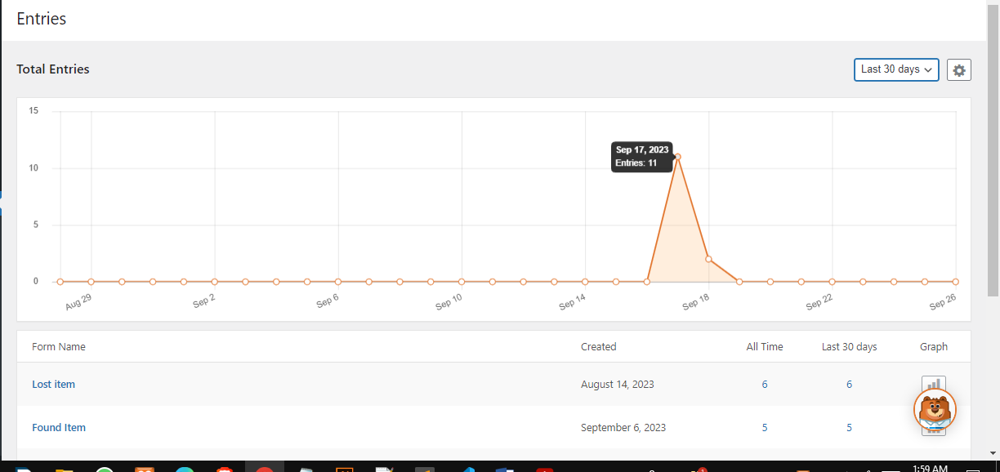 Entries
Total Entries
Last 30 days
15
10
5
0
Sep 17, 2023
Entries: 11
Aug 29 Sep 2 Sep 6 Sep 10 Sep 14 Sep 18 Sep 22 Sep 26
Form Name Created All Time Last 30 days Graph
Lost item August 14, 2023 6 6
Found Item September 6, 2023 5 5
1:59 AM